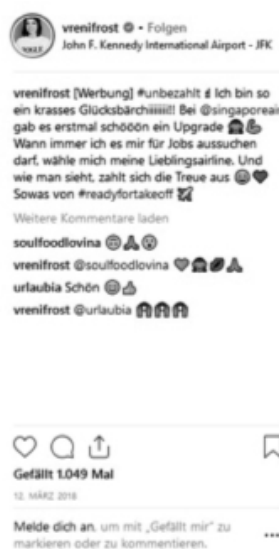 vrenifrost • Folgen
John F. Kennedy International Airport - JFK
vrenifrost [Werbung] #unbezahlt Ich bin so
ein krasses Glücksbärchiiiiii!! Bei @singaporeair
gab es erstmal schööön ein Upgrade
Wann immer ich es mir für Jobs aussuchen
darf, wähle mich meine Lieblingsairline. Und
wie man sieht, zahlt sich die Treue aus
Sowas von #readyfortakeoff
Weitere Kommentare laden
soulfoodlovina
vrenifrost @soulfoodlovina
urlaubia Schön
vrenifrost @urlaubia
Gefällt 1.049 Mal
12. MÄRZ 2018
Melde dich an, um mit „Gefällt mir" zu
markieren oder zu kommentieren.